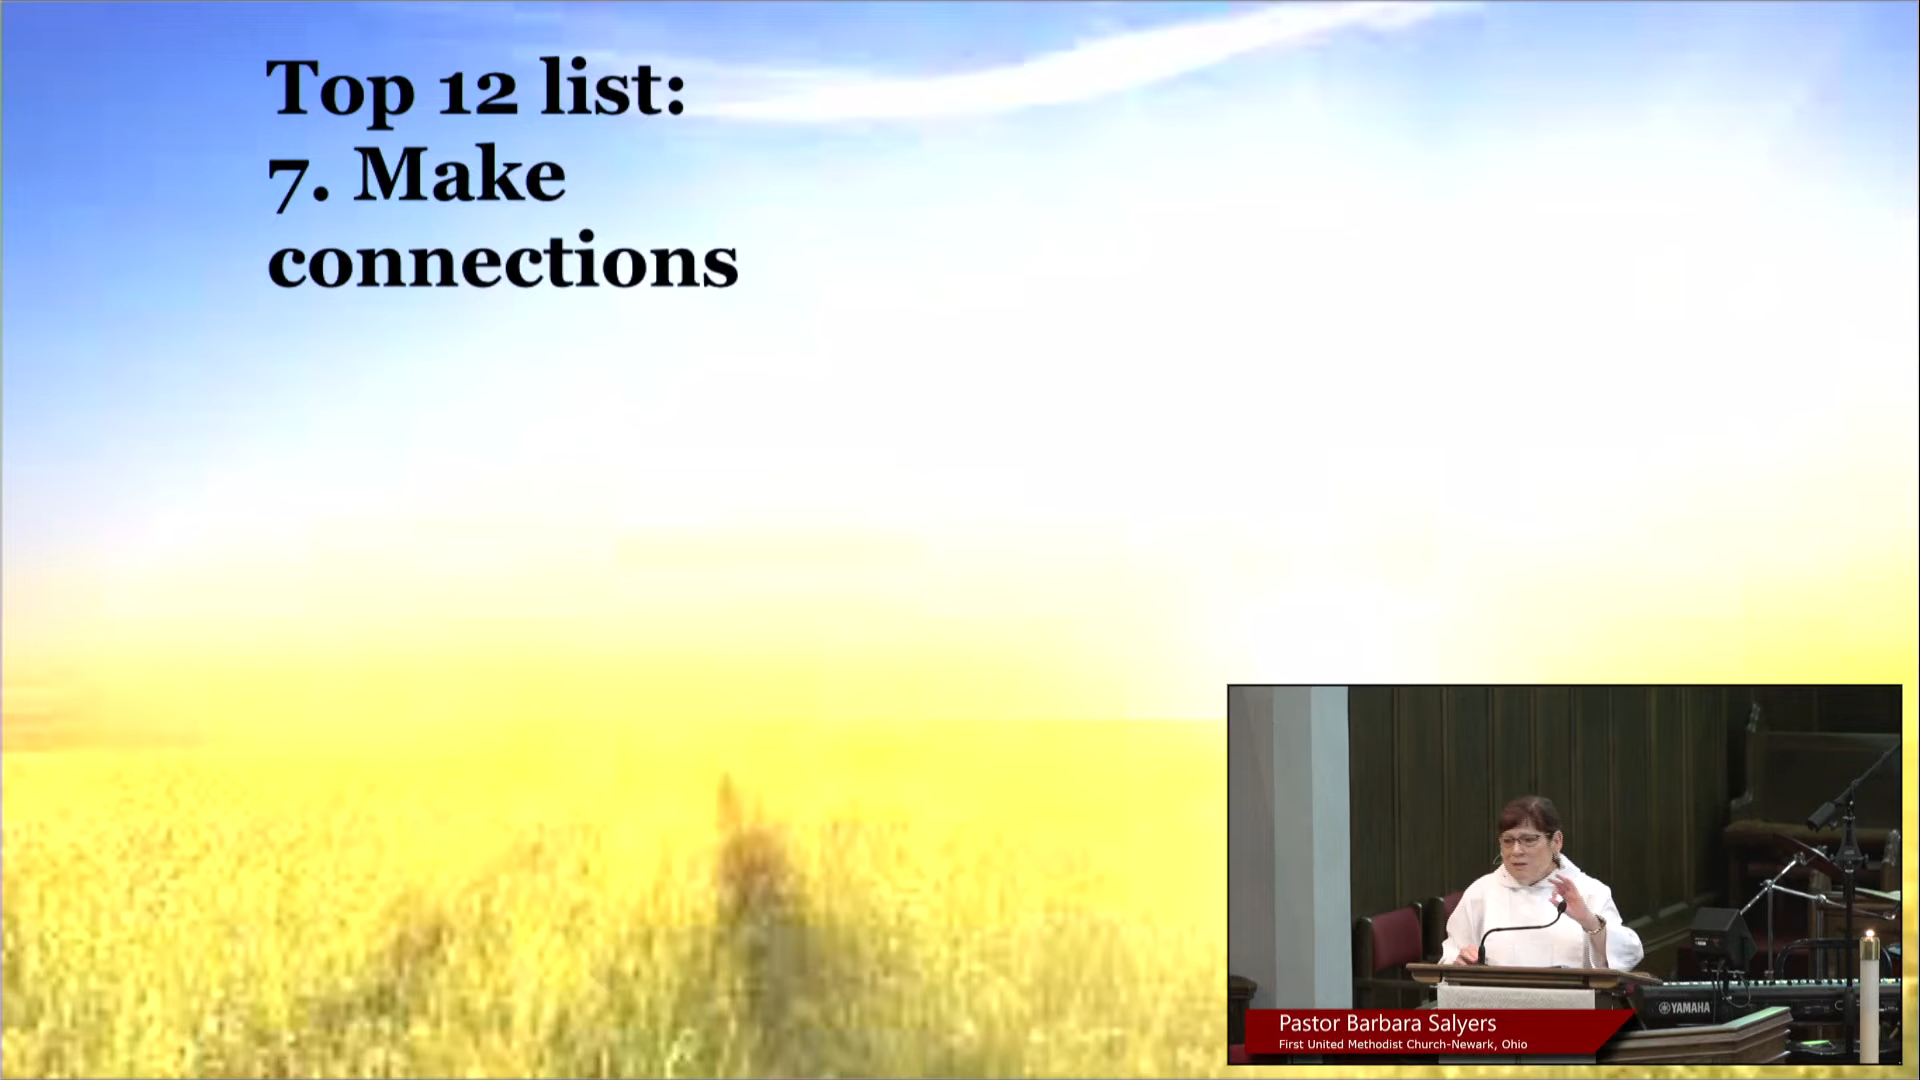 Top 12 list:
7. Make
connections
YAMAHA
Pastor Barbara Salyers
First United Methodist Church-Newark, Ohio